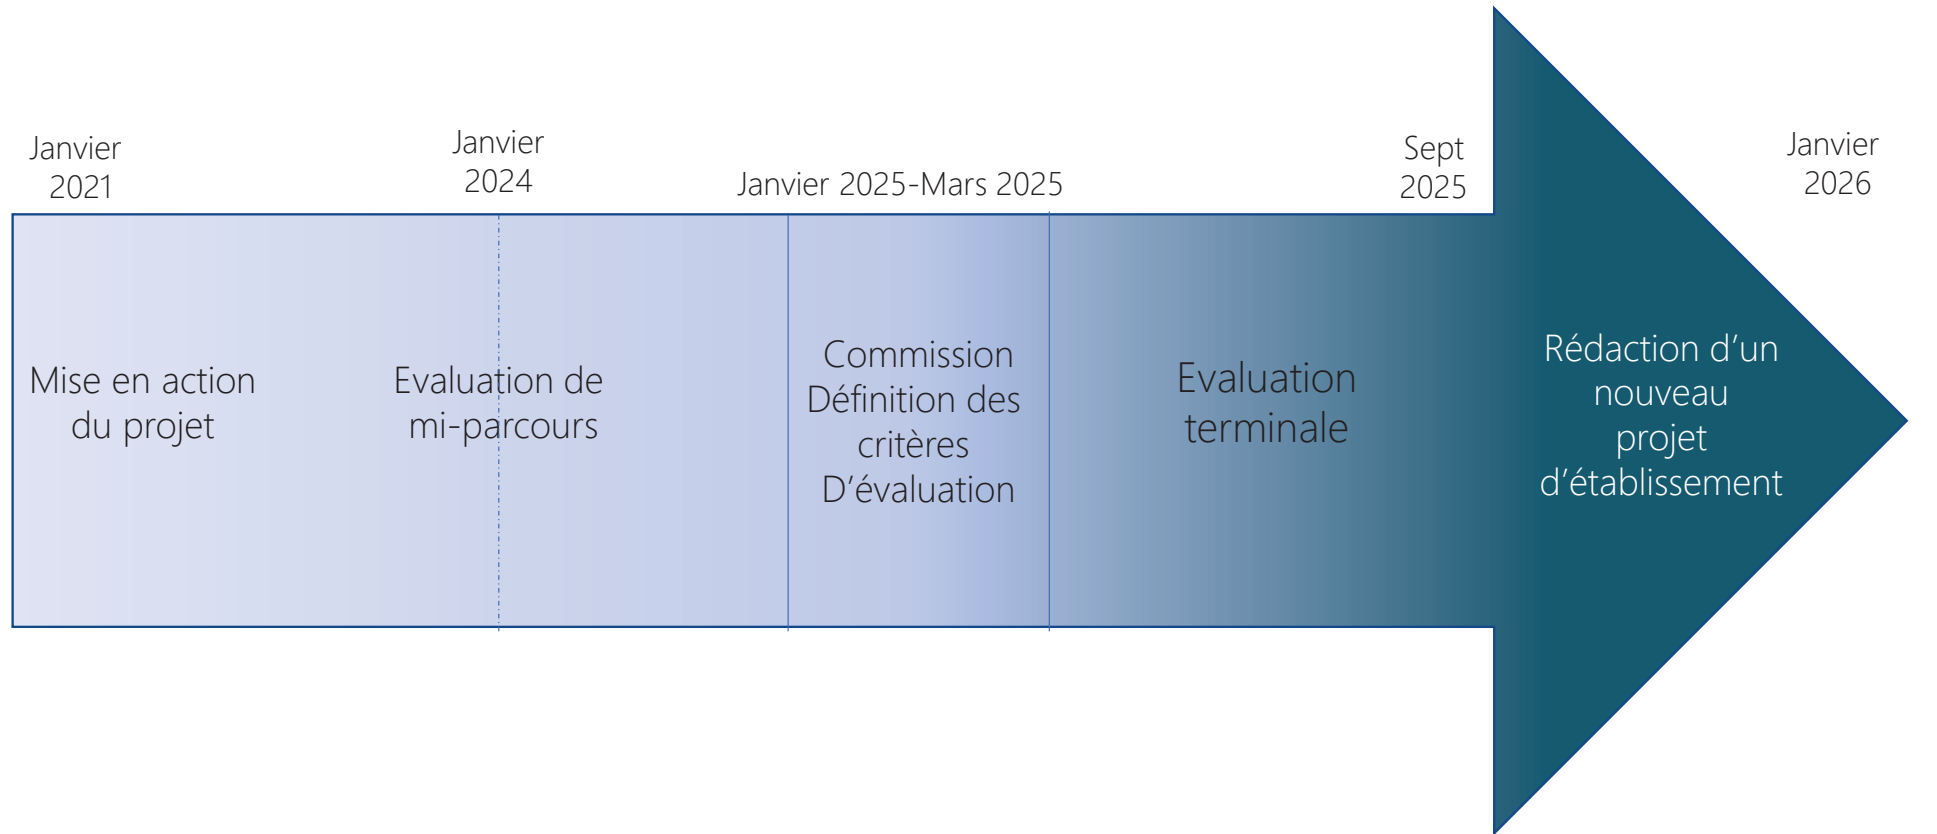 Janvier
2021
Janvier
2024
Janvier 2025-Mars 2025
Sept
2025
Janvier
2026
Mise en action
du projet
Evaluation de
mi-parcours
Commission
Définition des
critères
D’évaluation
Evaluation
terminale
Rédaction d’un
nouveau
projet
d’établissement